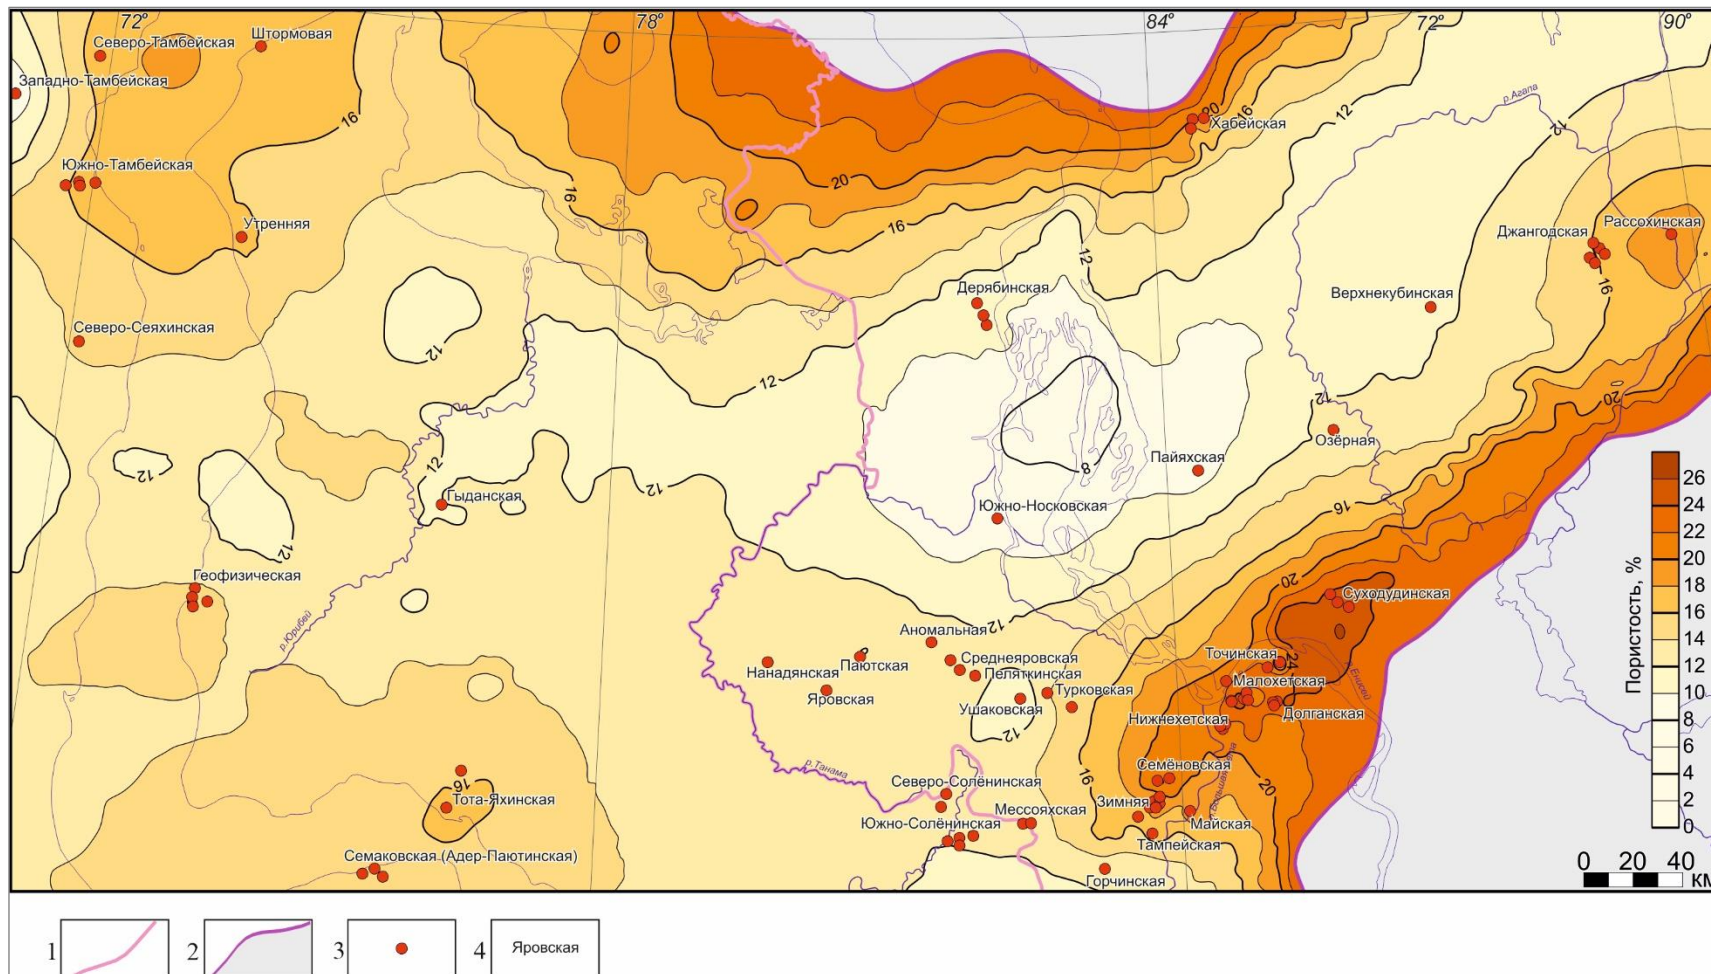 72°
78°
84°
72°
90°
Северо-Тамбейская
Штормовая
Западно-Тамбейская
р.Агапа
20
16
12
Хабейская
12
16
Южно-Тамбейская
20
16
Утренняя
16
Джангодская
Рассохинская
12
16
Дерябинская
Верхнекубинская
Северо-Сеяхинская
12
12
12
20
Озёрная
12
12
8
Пайяхская
Гыданская
12
Южно-Носковская
16
12
Геофизическая
20
Суходудинская
р.Юрибей
12
Аномальная
Паютская
Среднеяровская
Точинская
24
р.Енисей
Нанадянская
Пеляткинская
Малохетская
Яровская
Ушаковская
Турковская
Долганская
Нижнехетская
12
р.Танама
Семёновская
16
20
16
Северо-Солёнинская
Тота-Яхинская
Мессояхская
Зимняя
Майская
Южно-Солёнинская
Тампейская
Семаковская (Адер-Паютинская)
Горчинская
Пористость, %
26
24
22
20
18
16
14
12
10
8
6
4
2
0
0 20 40
км
1
2
3
4 Яровская